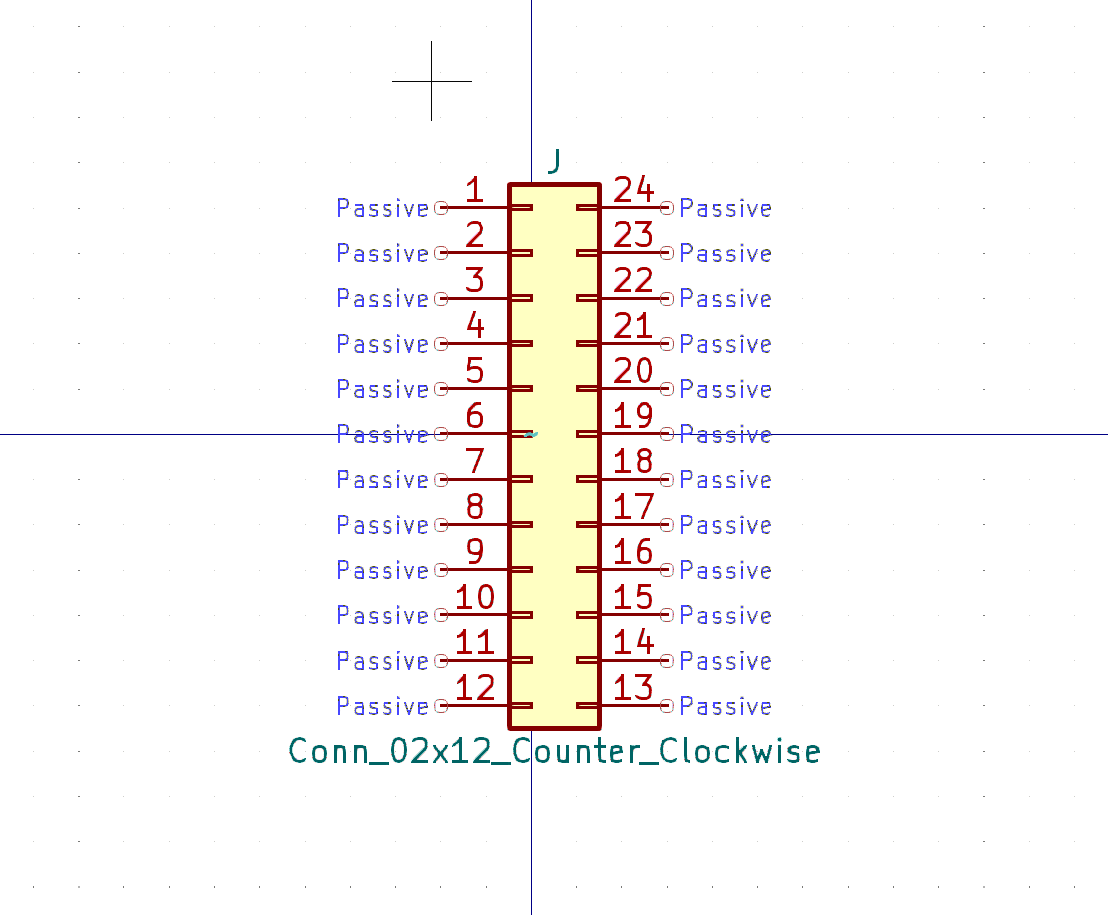 J
Passive 1 24 Passive
Passive 2 23 Passive
Passive 3 22 Passive
Passive 4 21 Passive
Passive 5 20 Passive
Passive 6 19 Passive
Passive 7 18 Passive
Passive 8 17 Passive
Passive 9 16 Passive
Passive 10 15 Passive
Passive 11 14 Passive
Passive 12 13 Passive
Conn_02x12_Counter_Clockwise